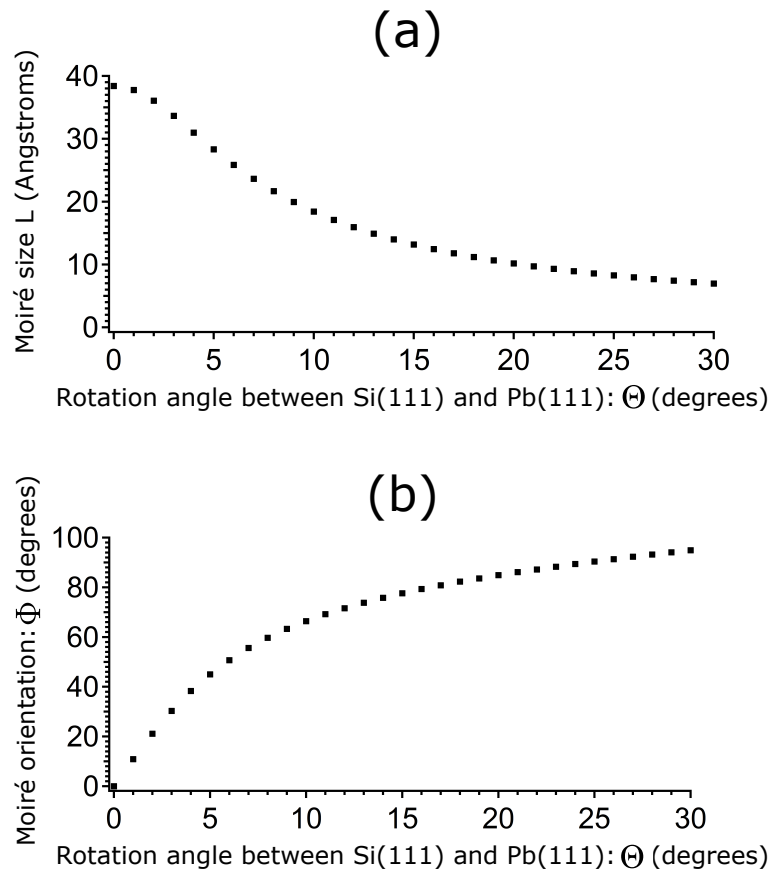 (a)
Moiré size L (Angstroms)
40
30
20
10
0
0 5 10 15 20 25 30
Rotation angle between Si(111) and Pb(111): Θ (degrees)
(b)
Moiré orientation: Φ (degrees)
100
80
60
40
20
0
0 5 10 15 20 25 30
Rotation angle between Si(111) and Pb(111): Θ (degrees)